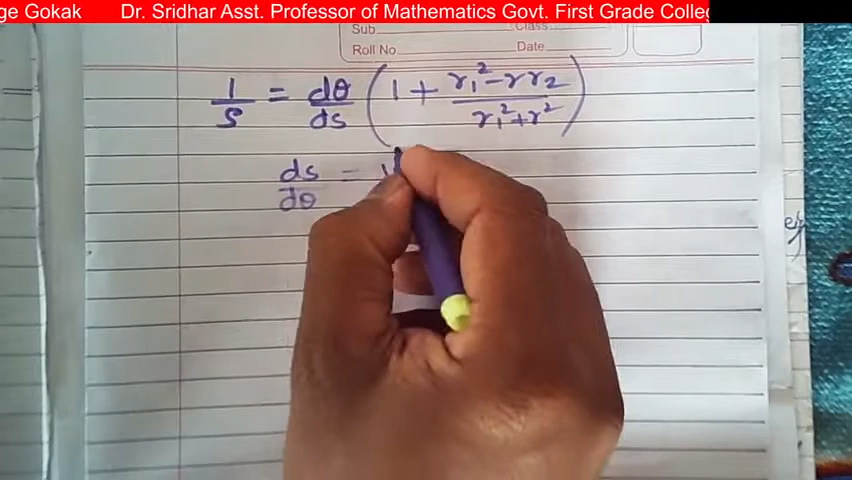 ge Gokak Dr. Sridhar Asst. Professor of Mathematics Govt. First Grade Colleg
Sub Class
Roll No Date
1/ρ = dθ/ds (1 + (r₁² - r r₂)/(r₁² + r²))
ds/dθ =